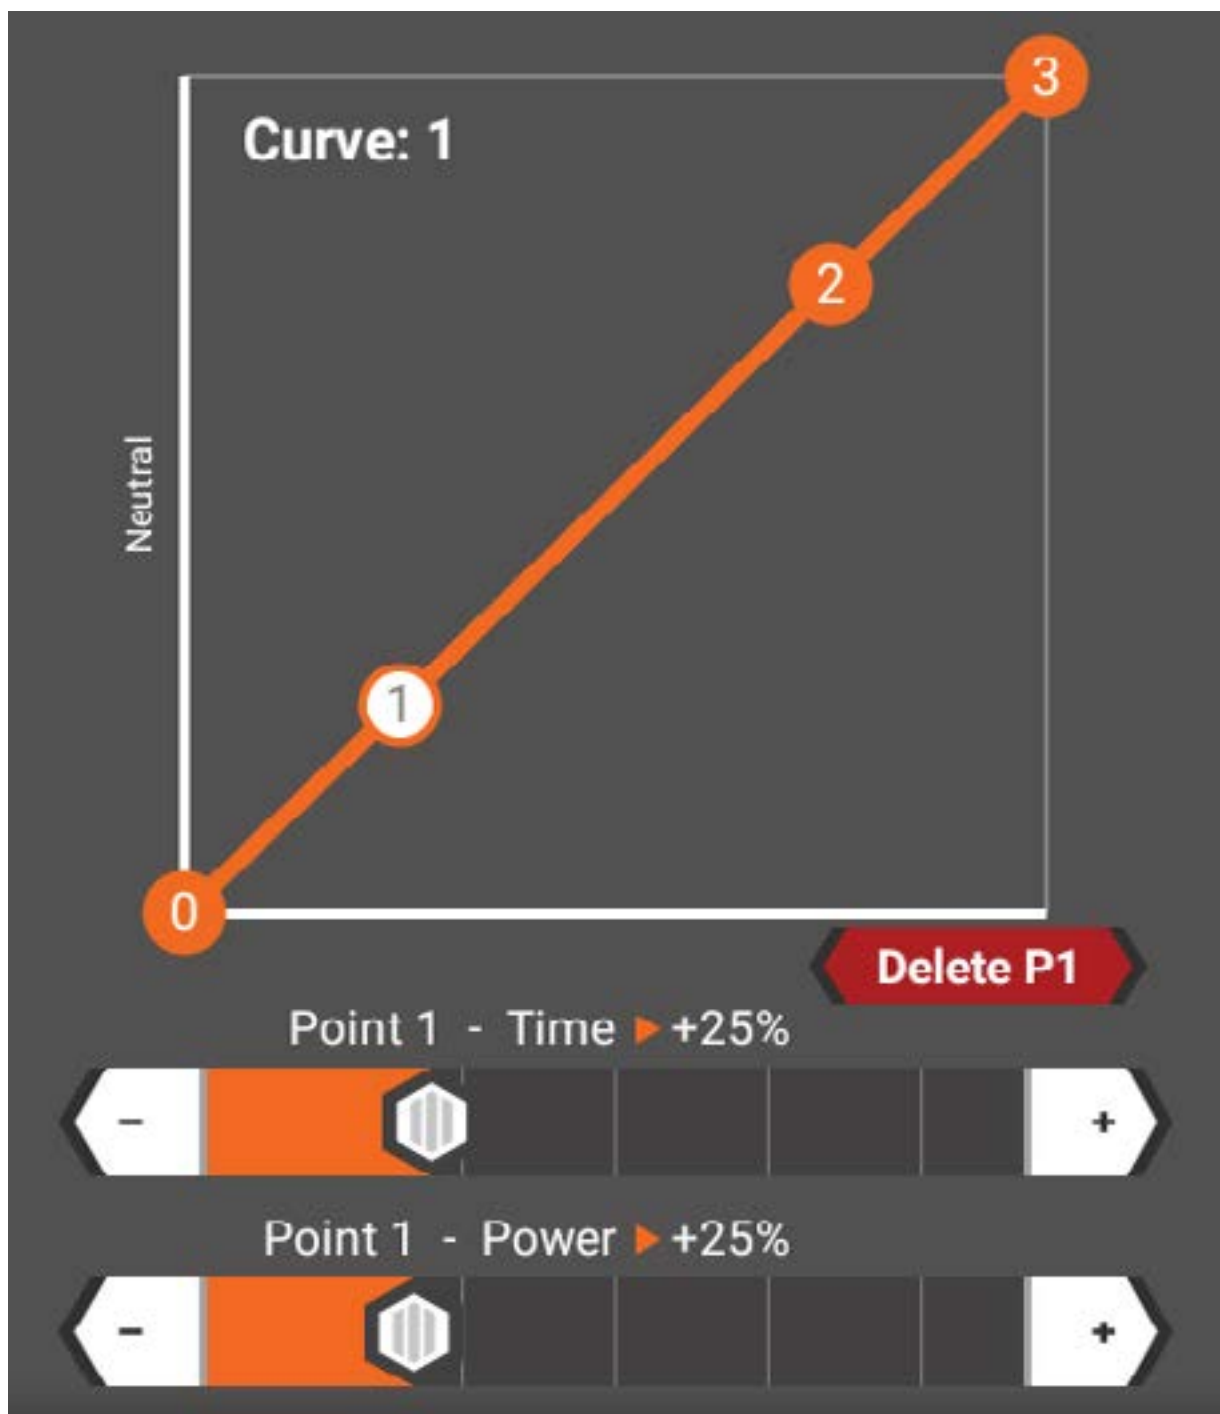 3
Curve: 1
2
Neutral
1
0
Delete P1
Point 1 - Time ▶ +25%
- +
Point 1 - Power ▶ +25%
- +